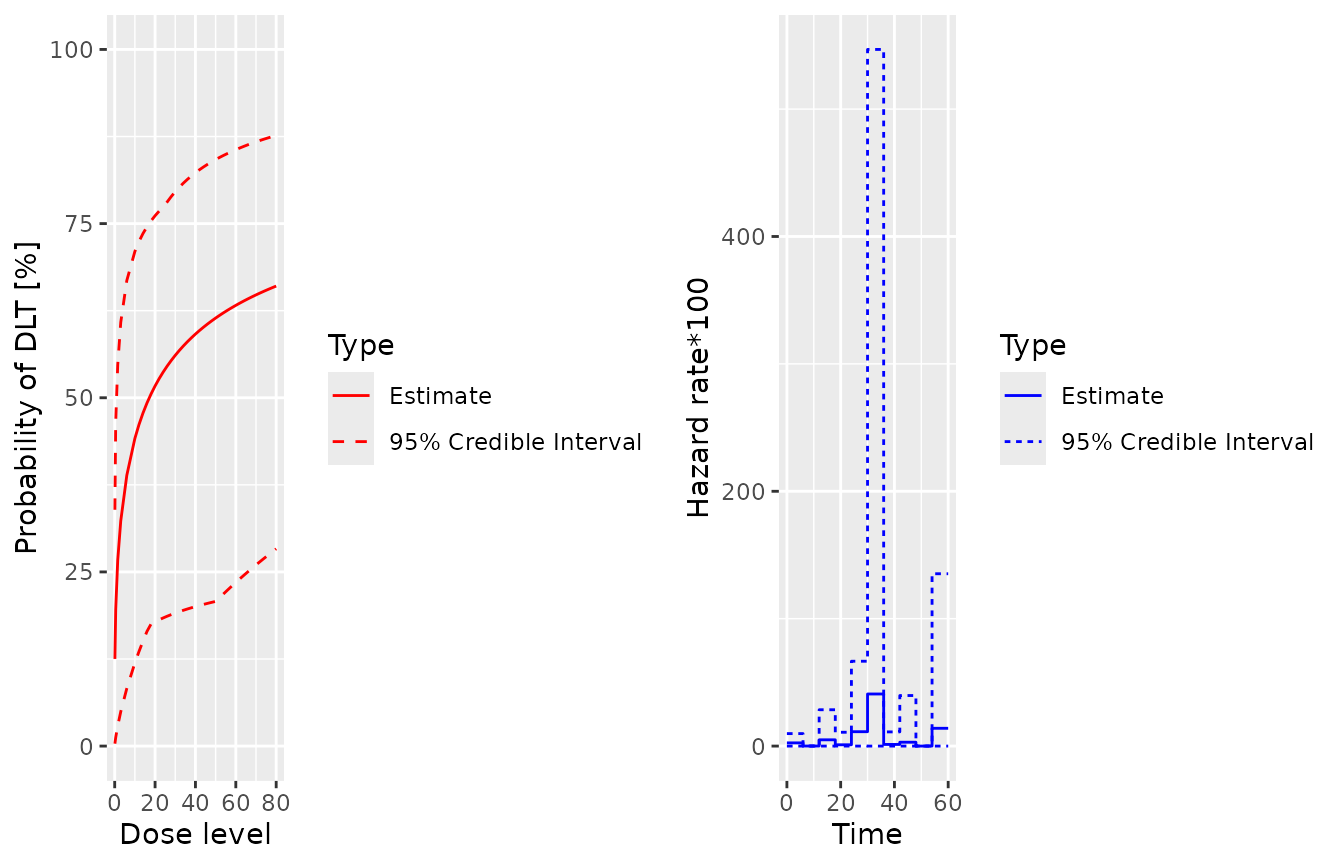 Probability of DLT [%]
100
75
50
25
0
0 20 40 60 80
Dose level
Type
Estimate
95% Credible Interval
Hazard rate*100
400
200
0
0 20 40 60
Time
Type
Estimate
95% Credible Interval